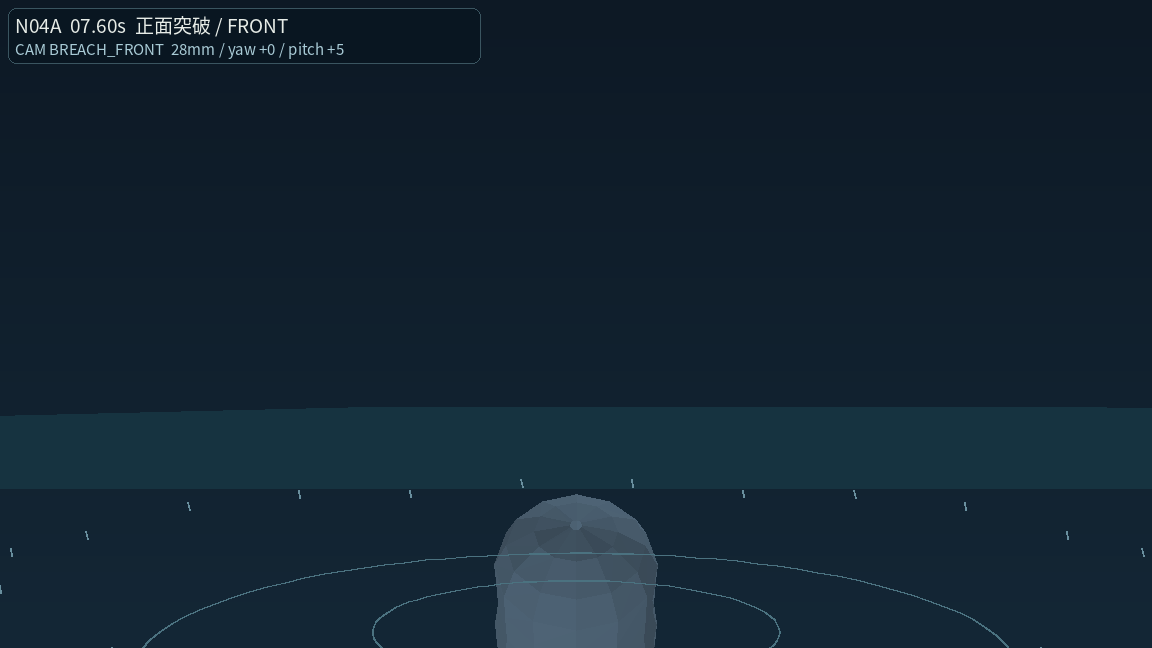 N04A 07.60s 正面突破 / FRONT
CAM BREACH_FRONT 28mm / yaw +0 / pitch +5